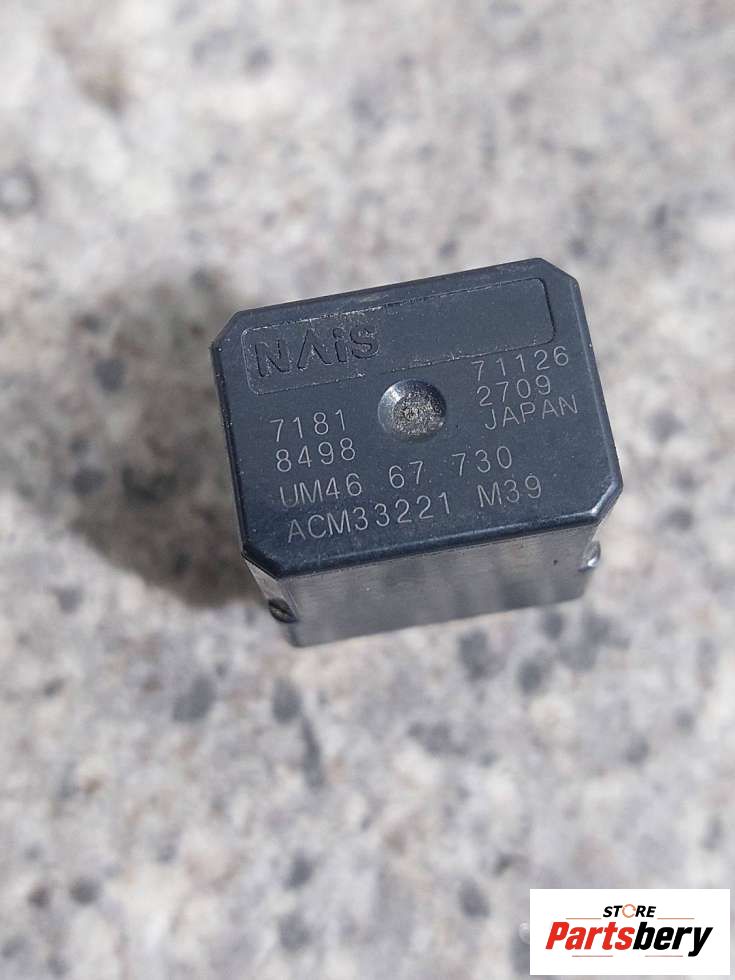 NAiS
7181 71126
8498 2709
JAPAN
UM46 67 730
ACM33221 M39
STORE
Partsbery